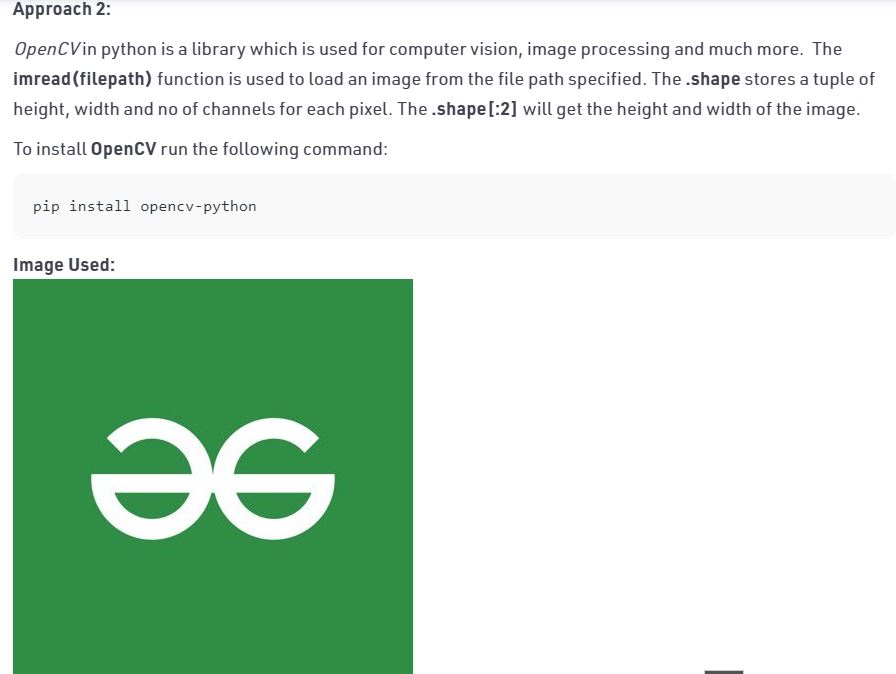 Approach 2:
OpenCV in python is a library which is used for computer vision, image processing and much more.  The
imread(filepath) function is used to load an image from the file path specified. The .shape stores a tuple of
height, width and no of channels for each pixel. The .shape[:2] will get the height and width of the image.
To install OpenCV run the following command:
pip install opencv-python
Image Used: